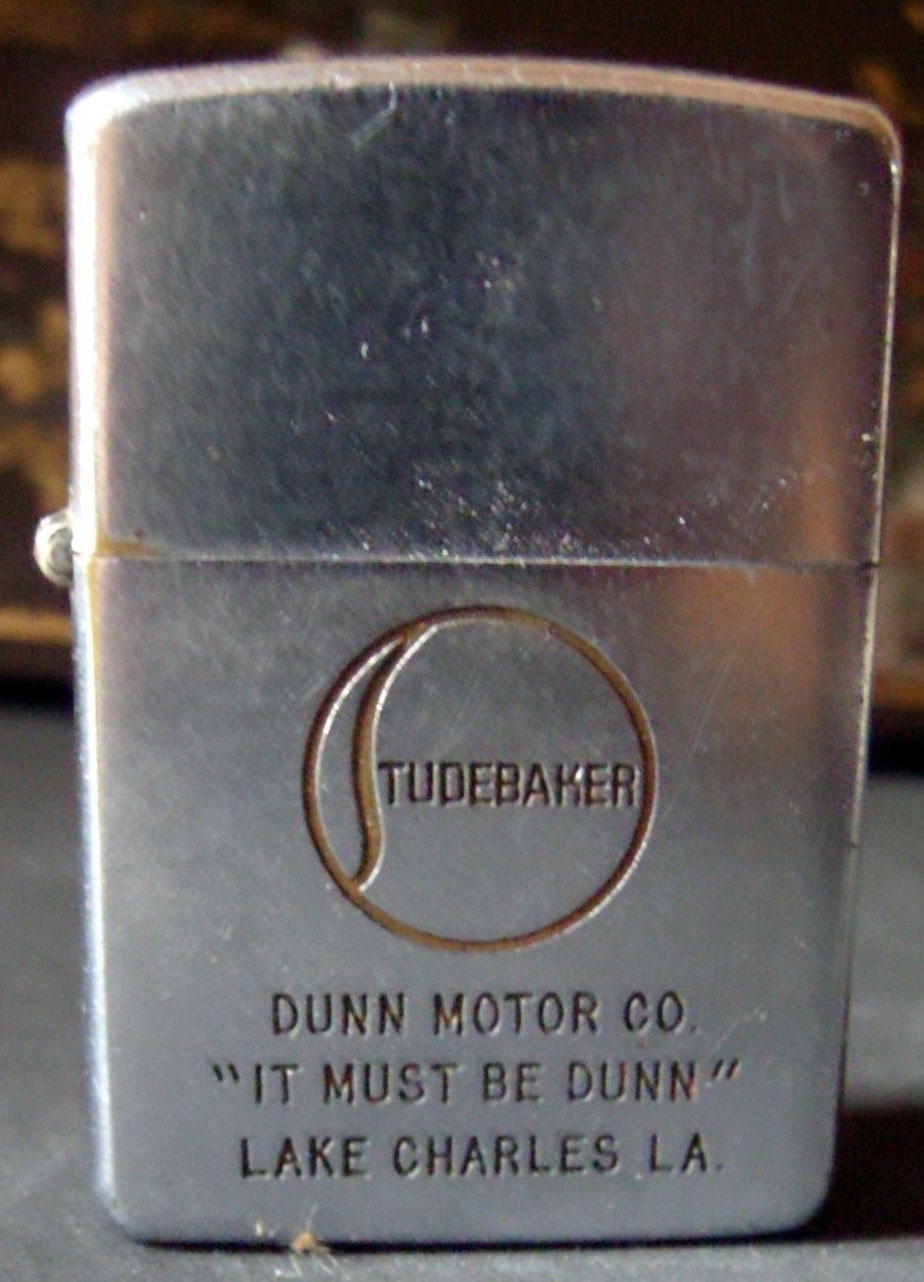 STUDEBAKER
DUNN MOTOR CO.
"IT MUST BE DUNN"
LAKE CHARLES LA.